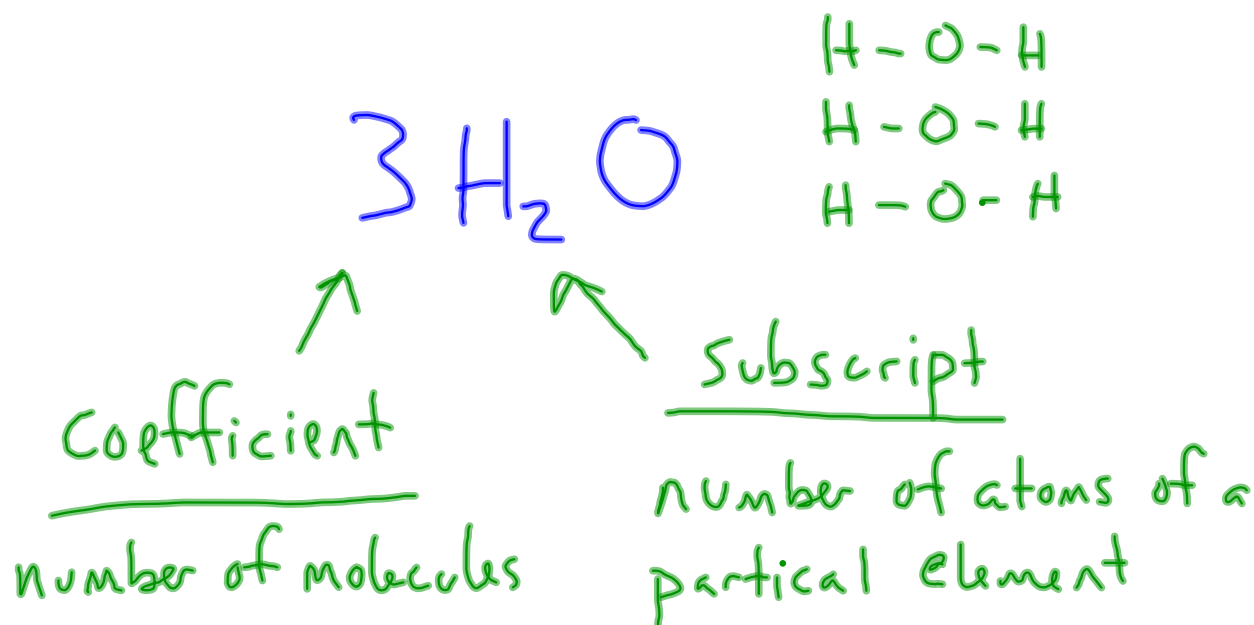 3H₂O
H-O-H
H-O-H
H-O-H
Coefficient
number of molecules
Subscript
number of atoms of a
partical element